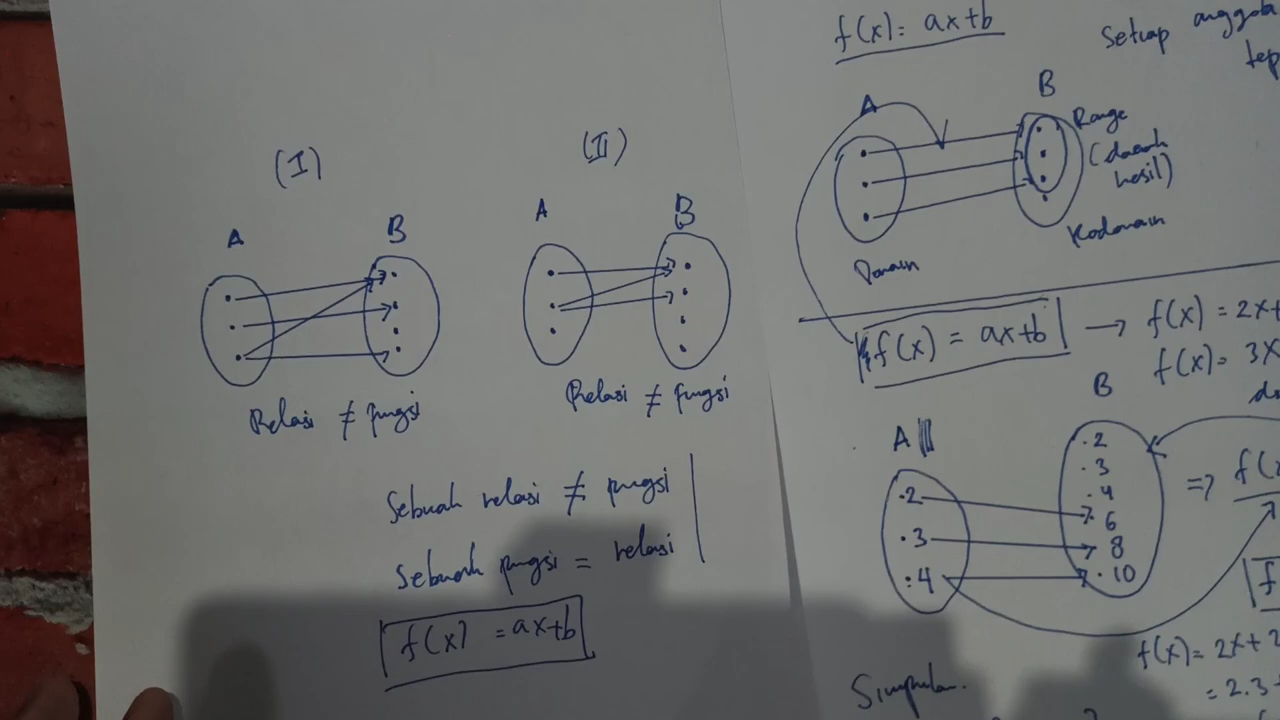 (I)
(II)
A
B
A
B
Relasi ≠ fungsi
Relasi ≠ fungsi
Sebuah relasi ≠ fungsi
Sebuah fungsi = relasi
f(x) = ax+b
f(x) = ax+b
Setiap anggota
A
B
Range
(daerah
hasil)
Kodomain
Domain
f(x) = ax+b → f(x) = 2x+
f(x) = 3x
A
B
.2
.3
.4
.2
.3
.4
6
8
.10
⇒ f(
f
f(x) = 2x+2
= 2.3+
Simpulan.